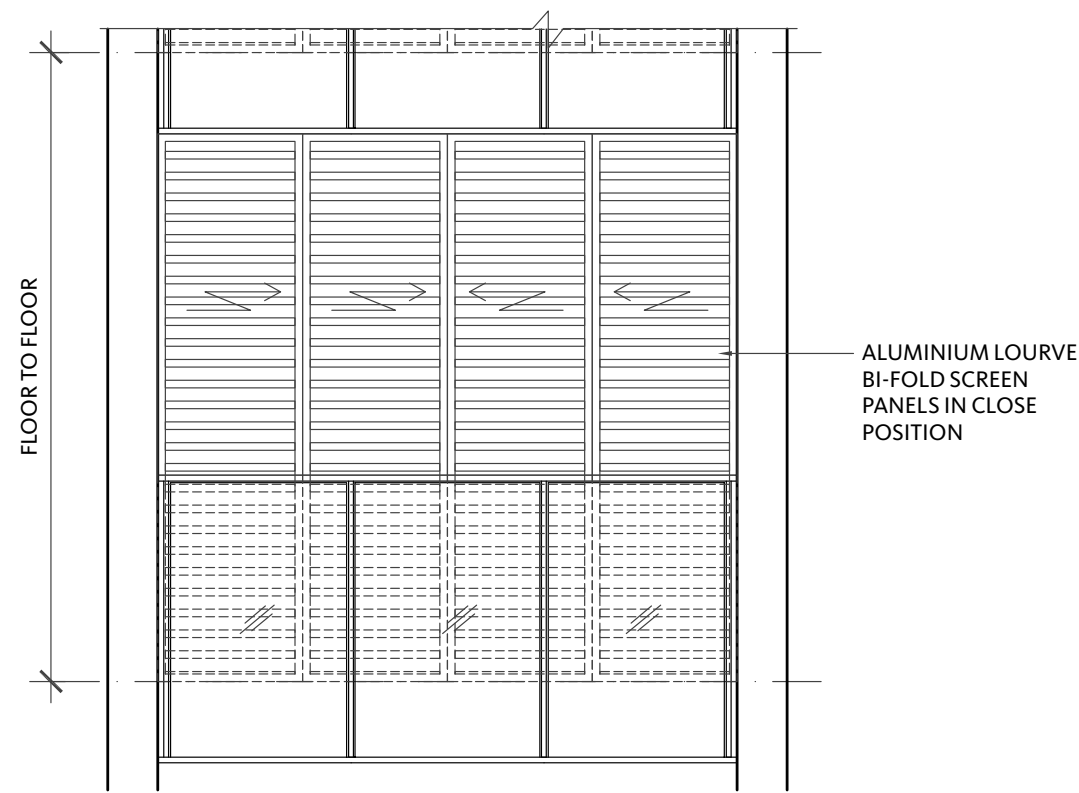 FLOOR TO FLOOR
ALUMINIUM LOURVE
BI-FOLD SCREEN
PANELS IN CLOSE
POSITION